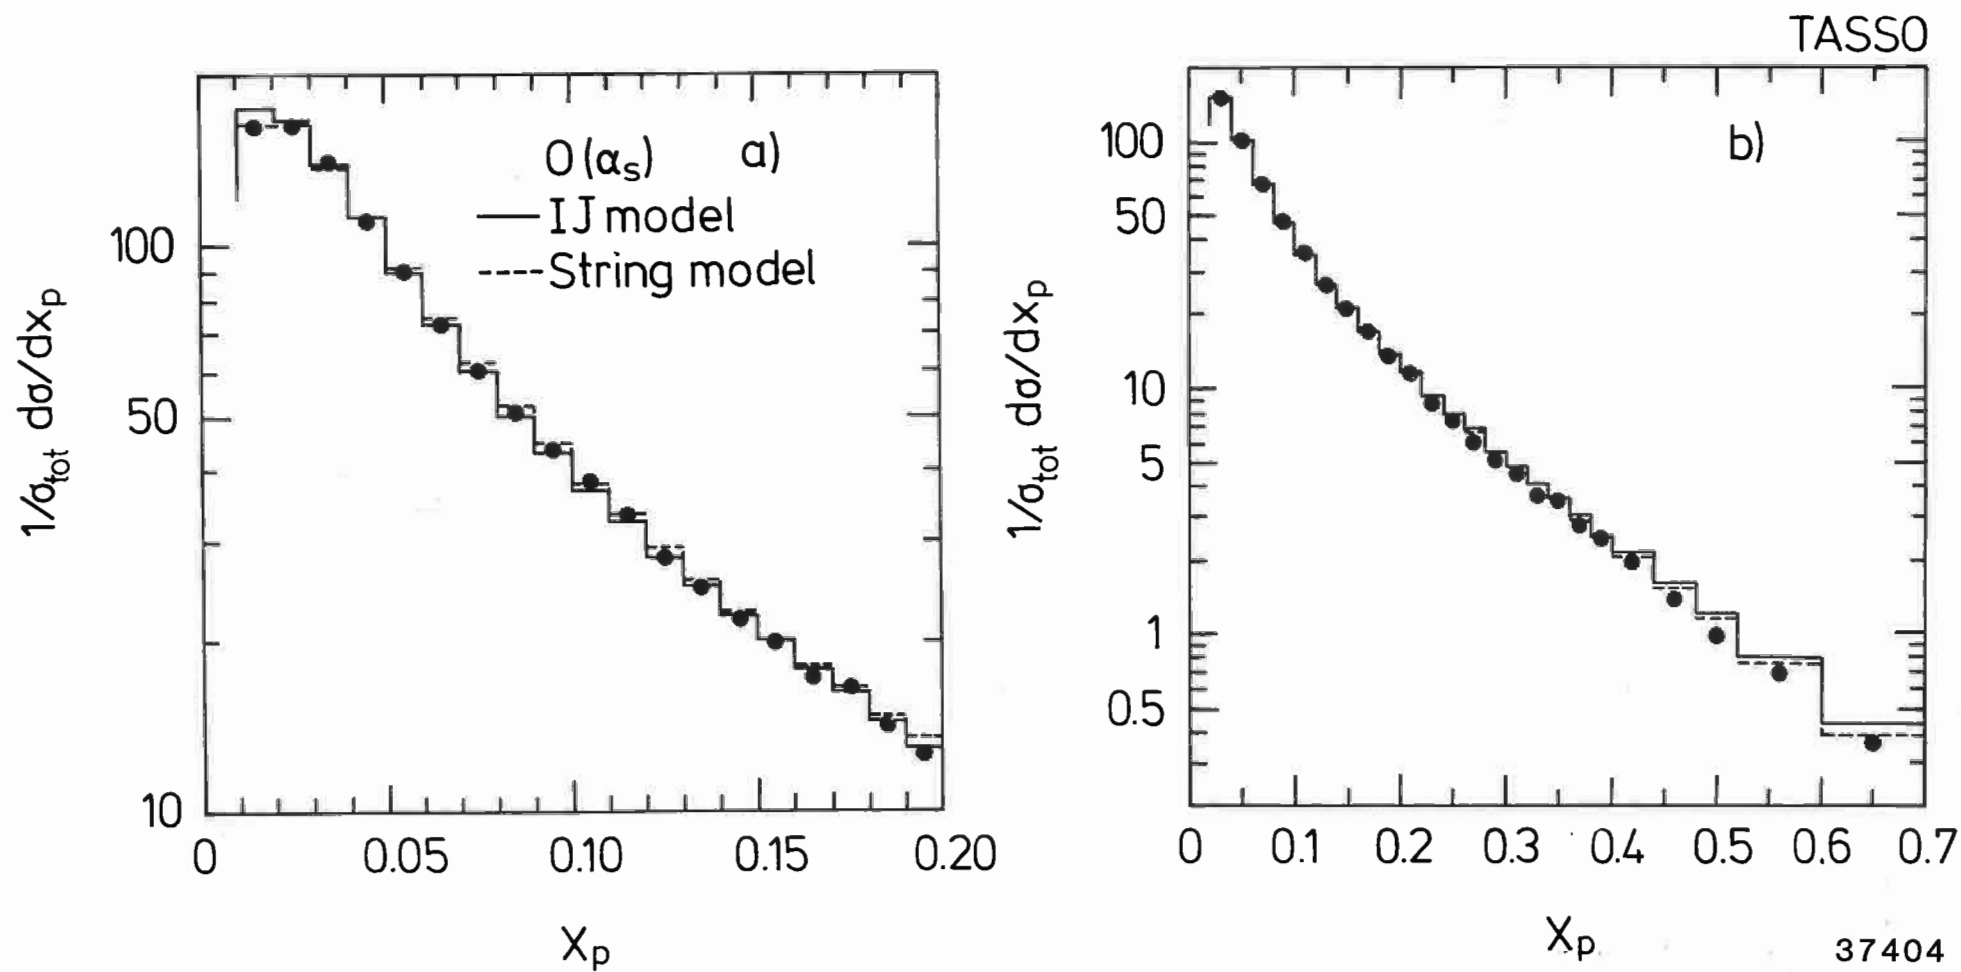 TASSO
a)
O(αs)
IJ model
String model
100
50
10
0
0.05
0.10
0.15
0.20
1/σtot dσ/dxp
Xp
b)
100
50
10
5
1
0.5
0
0.1
0.2
0.3
0.4
0.5
0.6
0.7
1/σtot dσ/dxp
Xp
37404